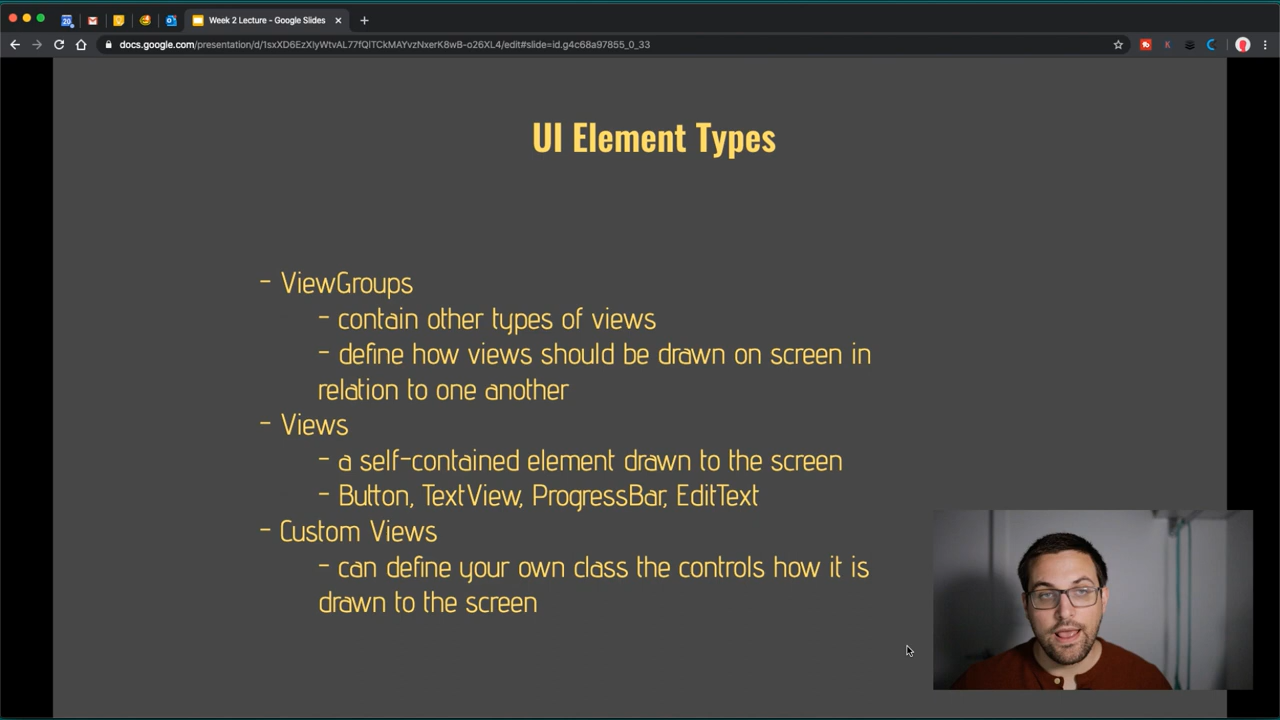 20
Week 2 Lecture - Google Slides
docs.google.com/presentation/d/1sxXD6EzXlyWtvAL77fQlTCkMAYvzNxerK8wB-o26XL4/edit#slide=id.g4c68a97855_0_33
K
UI Element Types
- ViewGroups
- contain other types of views
- define how views should be drawn on screen in
relation to one another
- Views
- a self-contained element drawn to the screen
- Button, TextView, ProgressBar, EditText
- Custom Views
- can define your own class the controls how it is
drawn to the screen